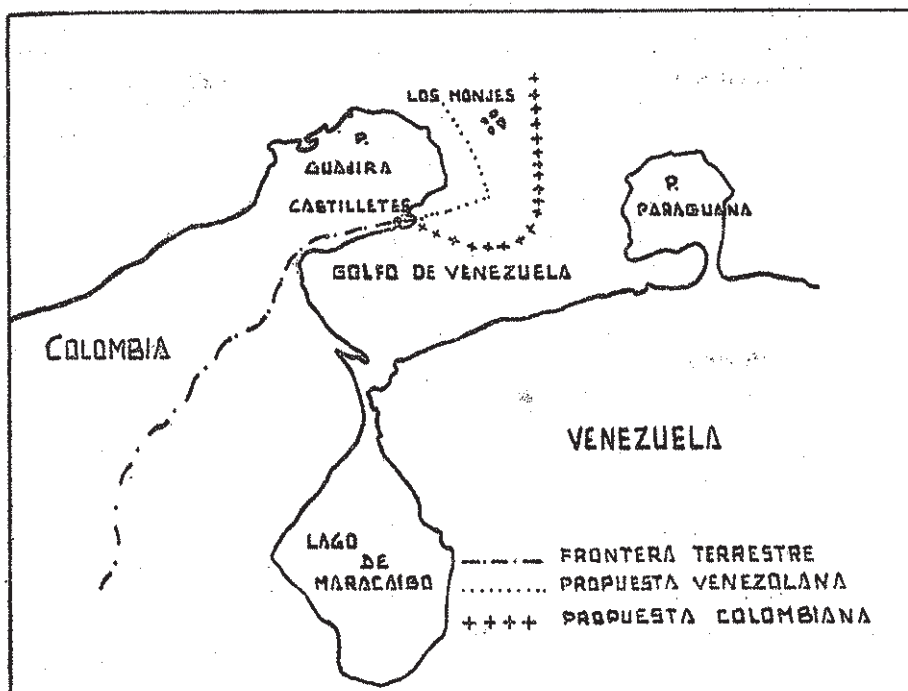 LOS MONJES
P.
GUAJIRA
CASTILLETES
P.
PARAGUANA
GOLFO DE VENEZUELA
COLOMBIA
VENEZUELA
LAGO
DE
MARACAIBO
FRONTERA TERRESTRE
PROPUESTA VENEZOLANA
PROPUESTA COLOMBIANA